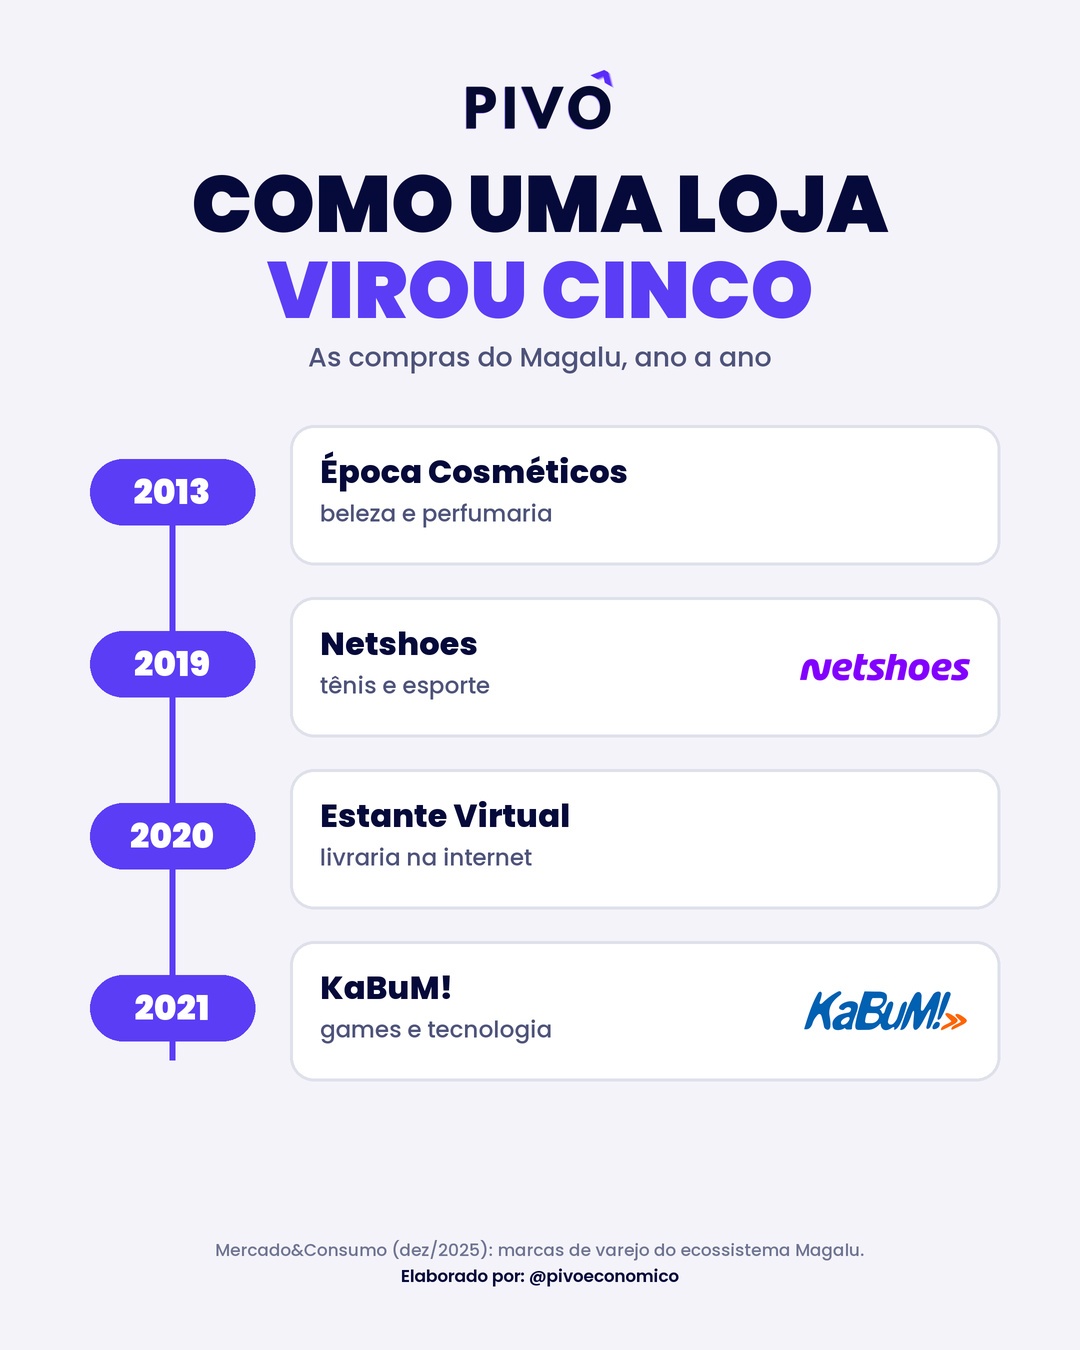 PIVÔ
COMO UMA LOJA
VIROU CINCO
As compras do Magalu, ano a ano
2013
Época Cosméticos
beleza e perfumaria
2019
Netshoes
tênis e esporte
netshoes
2020
Estante Virtual
livraria na internet
2021
KaBuM!
games e tecnologia
KaBuM!
Mercado&Consumo (dez/2025): marcas de varejo do ecossistema Magalu.
Elaborado por: @pivoeconomico